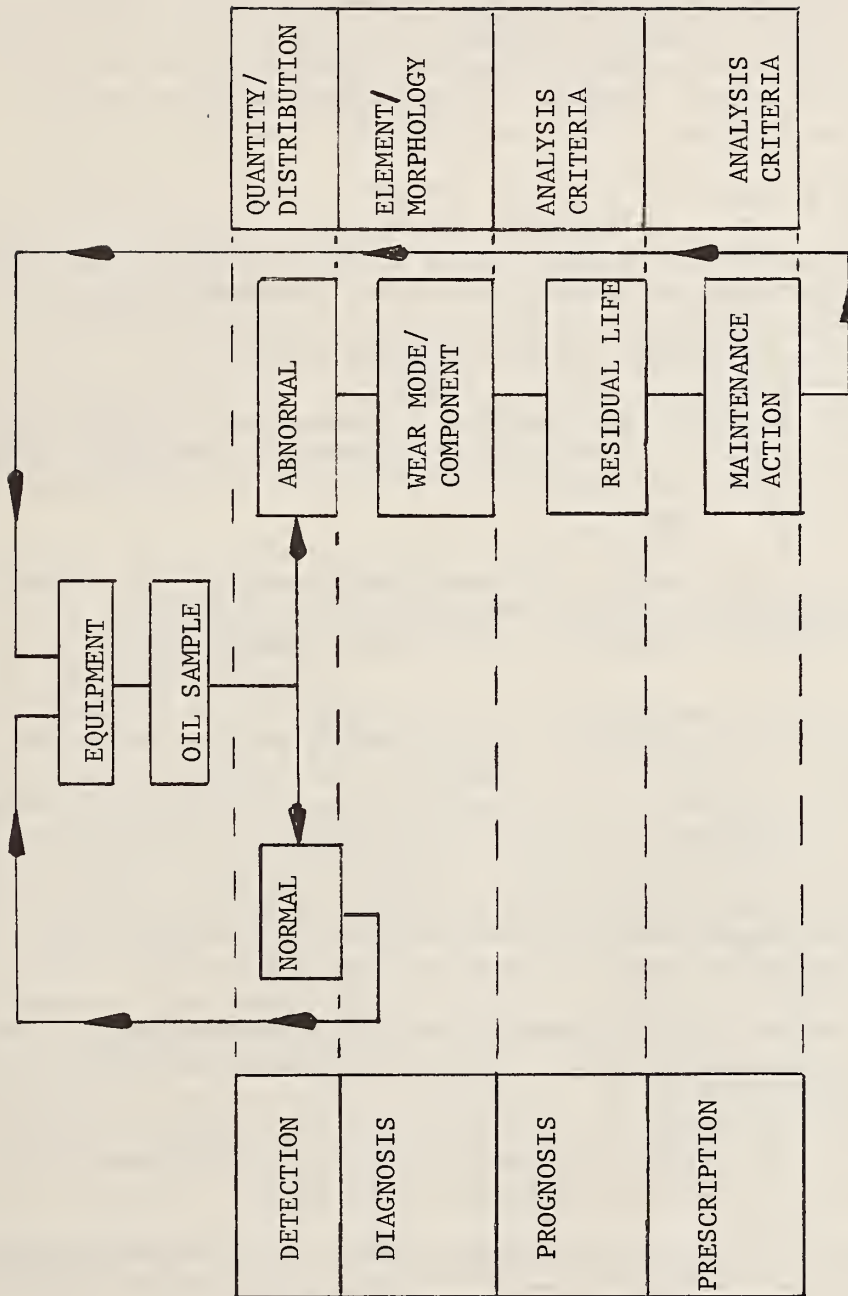 EQUIPMENT
OIL SAMPLE
DETECTION
NORMAL
ABNORMAL
QUANTITY/
DISTRIBUTION
DIAGNOSIS
WEAR MODE/
COMPONENT
ELEMENT/
MORPHOLOGY
PROGNOSIS
RESIDUAL LIFE
ANALYSIS
CRITERIA
PRESCRIPTION
MAINTENANCE
ACTION
ANALYSIS
CRITERIA